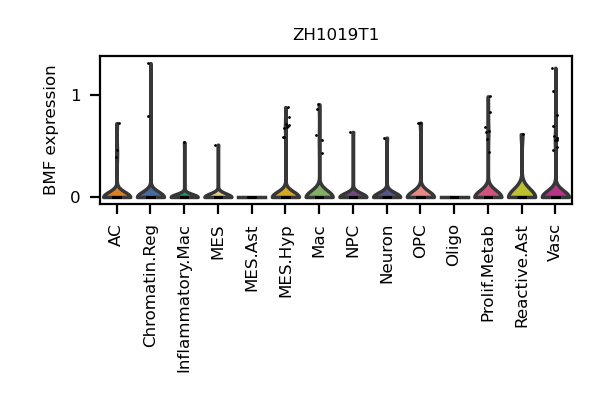 ZH1019T1
BMF expression
1
0
AC
Chromatin.Reg
Inflammatory.Mac
MES
MES.Ast
MES.Hyp
Mac
NPC
Neuron
OPC
Oligo
Prolif.Metab
Reactive.Ast
Vasc